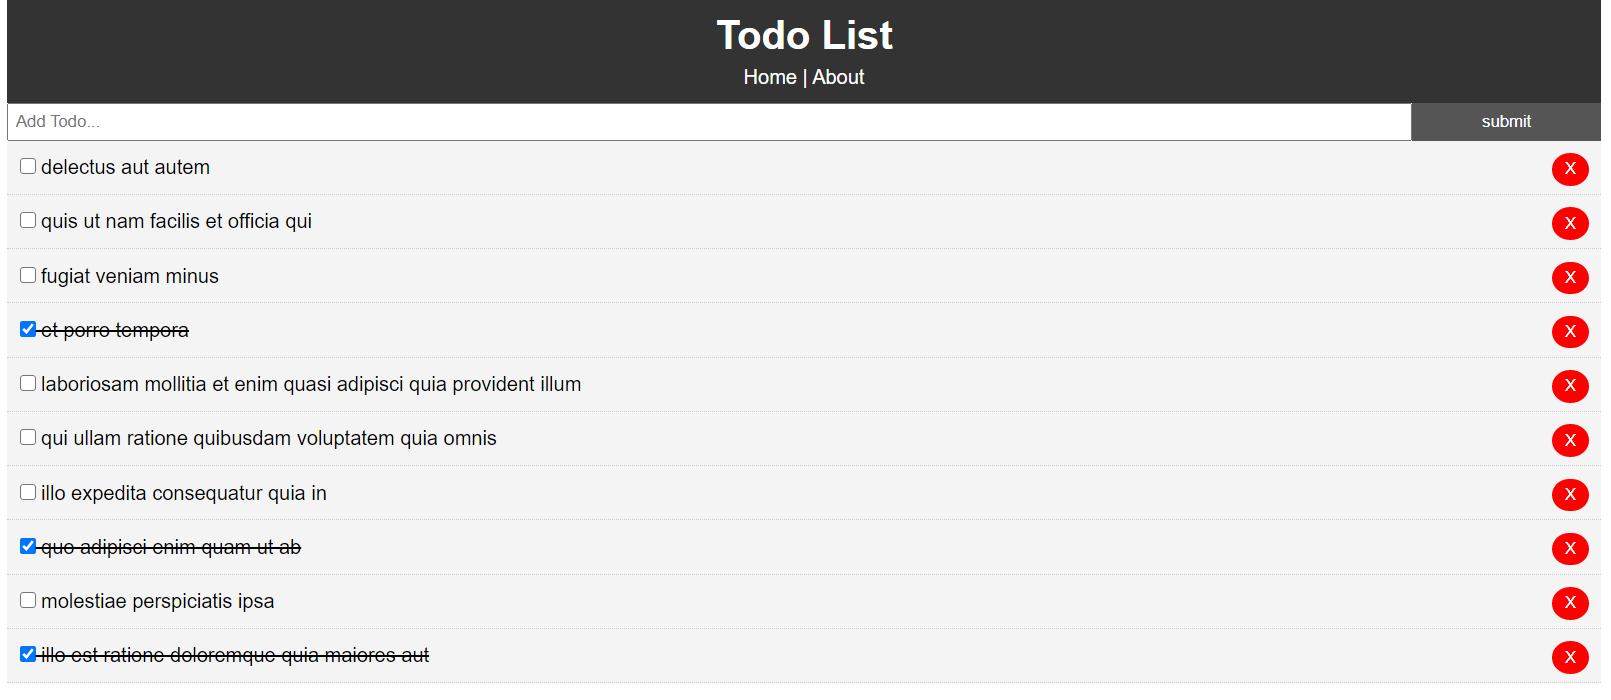 Todo List
Home | About
Add Todo... submit
delectus aut autem X
quis ut nam facilis et officia qui X
fugiat veniam minus X
et porro tempora X
laboriosam mollitia et enim quasi adipisci quia provident illum X
qui ullam ratione quibusdam voluptatem quia omnis X
illo expedita consequatur quia in X
quo adipisci enim quam ut ab X
molestiae perspiciatis ipsa X
illo est ratione doloremque quia maiores aut X